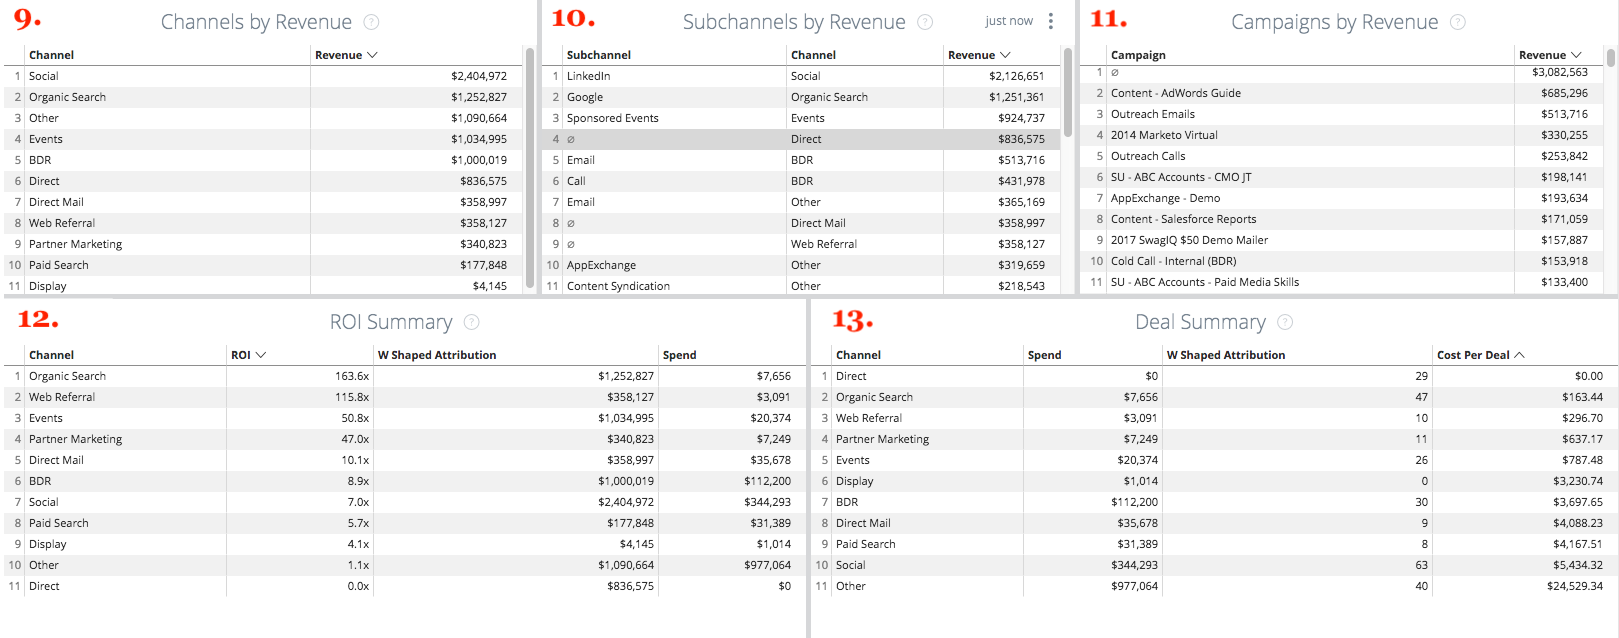 9. Channels by Revenue ?
Channel Revenue
1 Social $2,404,972
2 Organic Search $1,252,827
3 Other $1,090,664
4 Events $1,034,995
5 BDR $1,000,019
6 Direct $836,575
7 Direct Mail $358,997
8 Web Referral $358,127
9 Partner Marketing $340,823
10 Paid Search $177,848
11 Display $4,145
10. Subchannels by Revenue ? just now
Subchannel Channel Revenue
1 LinkedIn Social $2,126,651
2 Google Organic Search $1,251,361
3 Sponsored Events Events $924,737
4 ∅ Direct $836,575
5 Email BDR $513,716
6 Call BDR $431,978
7 Email Other $365,169
8 ∅ Direct Mail $358,997
9 ∅ Web Referral $358,127
10 AppExchange Other $319,659
11 Content Syndication Other $218,543
11. Campaigns by Revenue ?
Campaign Revenue
1 ∅ $3,082,563
2 Content - AdWords Guide $685,296
3 Outreach Emails $513,716
4 2014 Marketo Virtual $330,255
5 Outreach Calls $253,842
6 SU - ABC Accounts - CMO JT $198,141
7 AppExchange - Demo $193,634
8 Content - Salesforce Reports $171,059
9 2017 SwagIQ $50 Demo Mailer $157,887
10 Cold Call - Internal (BDR) $153,918
11 SU - ABC Accounts - Paid Media Skills $133,400
12. ROI Summary ?
Channel ROI W Shaped Attribution Spend
1 Organic Search 163.6x $1,252,827 $7,656
2 Web Referral 115.8x $358,127 $3,091
3 Events 50.8x $1,034,995 $20,374
4 Partner Marketing 47.0x $340,823 $7,249
5 Direct Mail 10.1x $358,997 $35,678
6 BDR 8.9x $1,000,019 $112,200
7 Social 7.0x $2,404,972 $344,293
8 Paid Search 5.7x $177,848 $31,389
9 Display 4.1x $4,145 $1,014
10 Other 1.1x $1,090,664 $977,064
11 Direct 0.0x $836,575 $0
13. Deal Summary ?
Channel Spend W Shaped Attribution Cost Per Deal
1 Direct $0 29 $0.00
2 Organic Search $7,656 47 $163.44
3 Web Referral $3,091 10 $296.70
4 Partner Marketing $7,249 11 $637.17
5 Events $20,374 26 $787.48
6 Display $1,014 0 $3,230.74
7 BDR $112,200 30 $3,697.65
8 Direct Mail $35,678 9 $4,088.23
9 Paid Search $31,389 8 $4,167.51
10 Social $344,293 63 $5,434.32
11 Other $977,064 40 $24,529.34